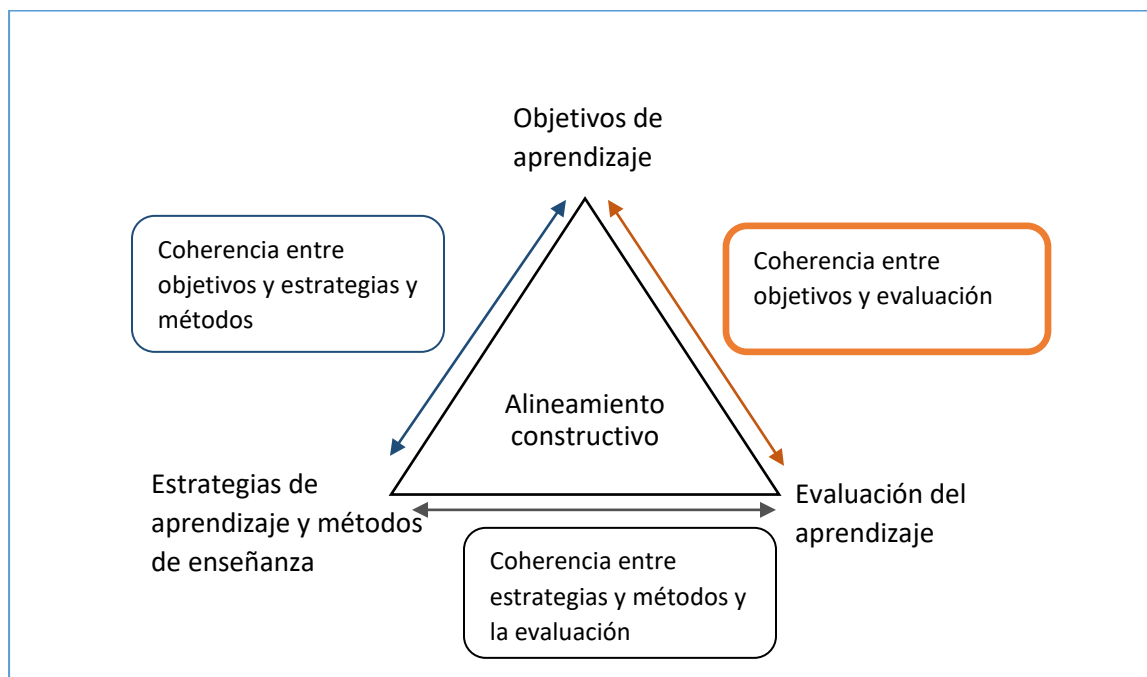 Objetivos de
aprendizaje
Coherencia entre
objetivos y estrategias y
métodos
Coherencia entre
objetivos y evaluación
Alineamiento
constructivo
Estrategias de
aprendizaje y métodos
de enseñanza
Evaluación del
aprendizaje
Coherencia entre
estrategias y métodos y
la evaluación